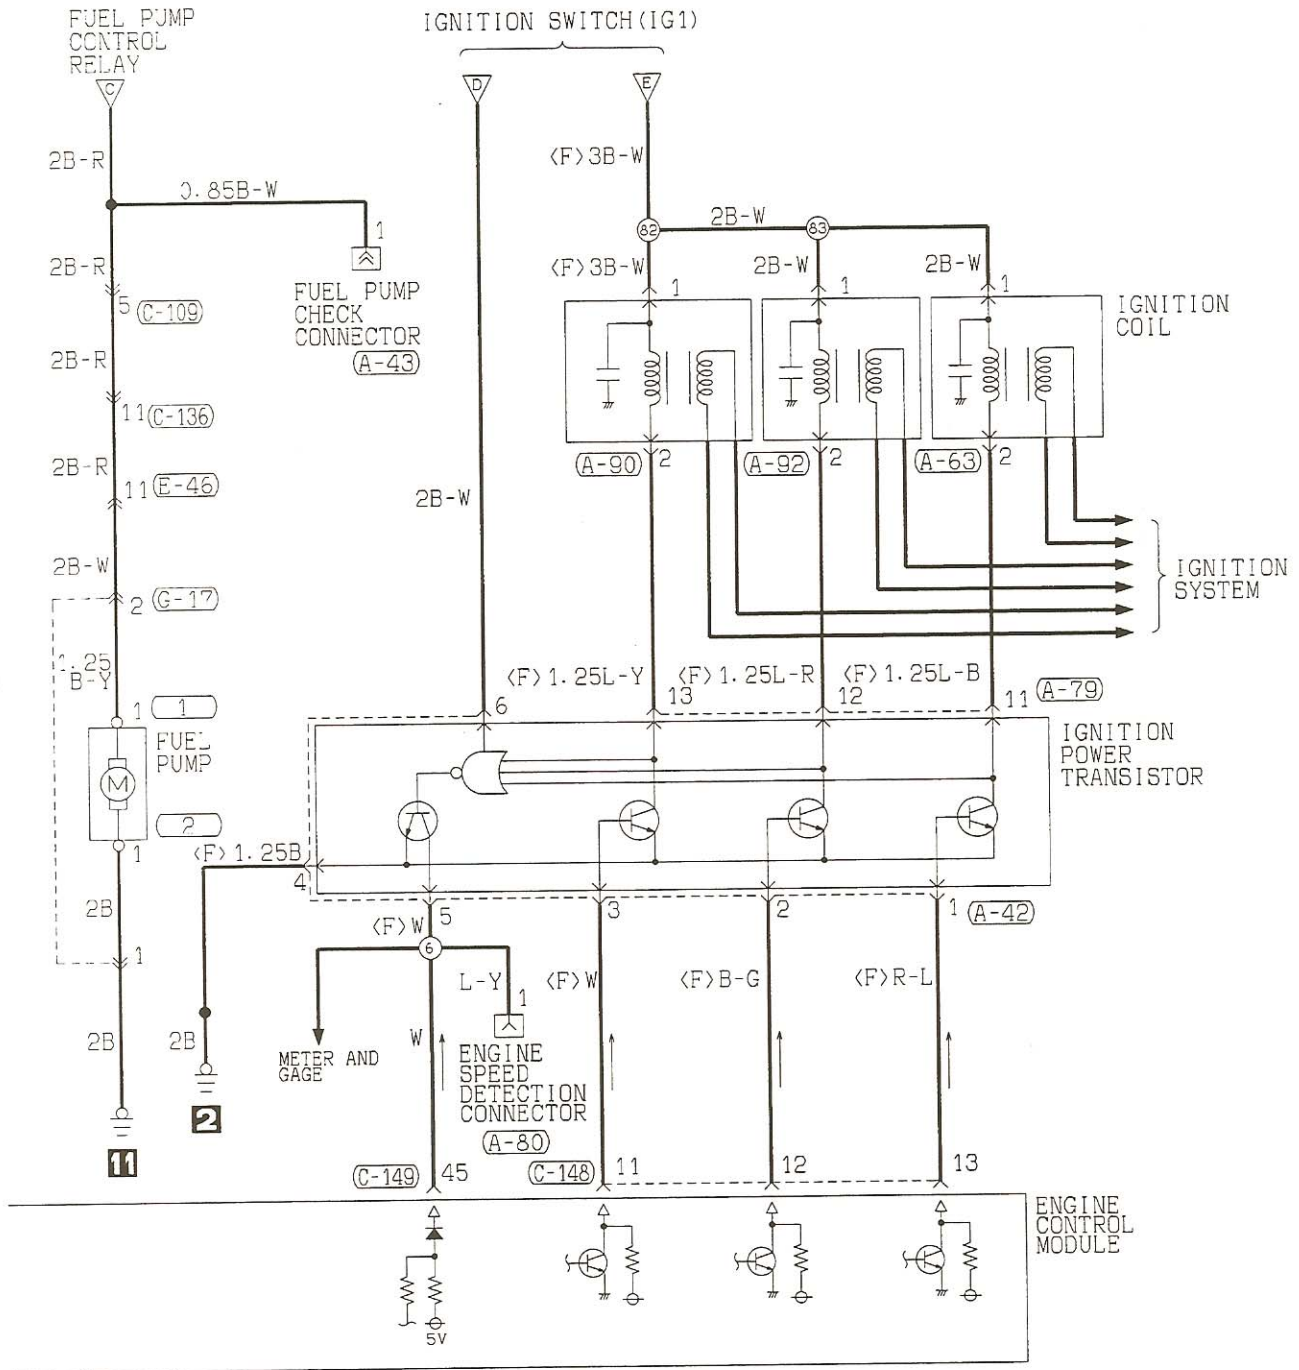 FUEL PUMP
CONTROL
RELAY
IGNITION SWITCH(IG1)
C
D
E
2B-R
<F>3B-W
0.85B-W
1
82
2B-W
83
2B-R
<F>3B-W
2B-W
2B-W
1
1
1
5
C-109
FUEL PUMP
CHECK
CONNECTOR
A-43
IGNITION
COIL
2B-R
11
C-136
2B-R
11
E-46
A-90
2
A-92
2
A-63
2
2B-W
2B-W
2
G-17
IGNITION
SYSTEM
1.25
B-Y
<F>1.25L-Y
<F>1.25L-R
<F>1.25L-B
6
13
12
11
A-79
1
1
FUEL
PUMP
M
IGNITION
POWER
TRANSISTOR
2
1
<F>1.25B
4
2B
5
3
2
1
A-42
<F>W
6
1
L-Y
1
<F>W
<F>B-G
<F>R-L
2B
2B
W
METER AND
GAGE
ENGINE
SPEED
DETECTION
CONNECTOR
A-80
2
11
C-149
45
C-148
11
12
13
ENGINE
CONTROL
MODULE
5V